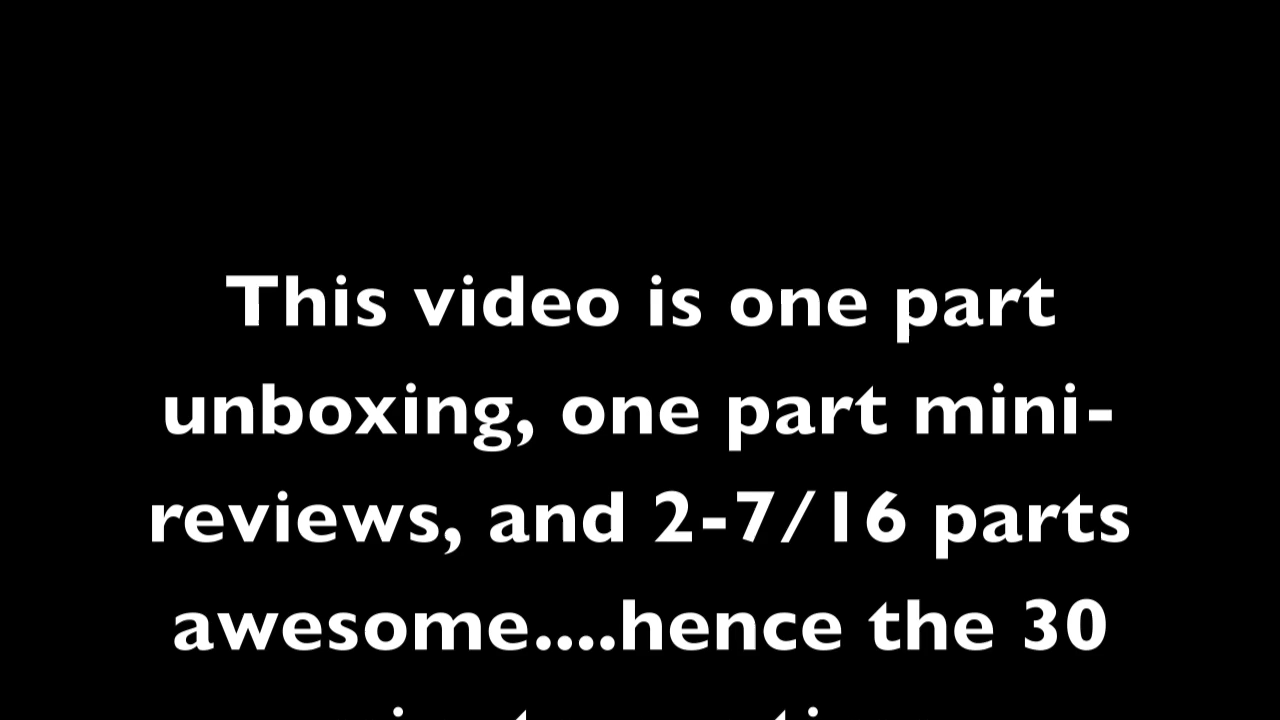 This video is one part
unboxing, one part mini-
reviews, and 2-7/16 parts
awesome....hence the 30